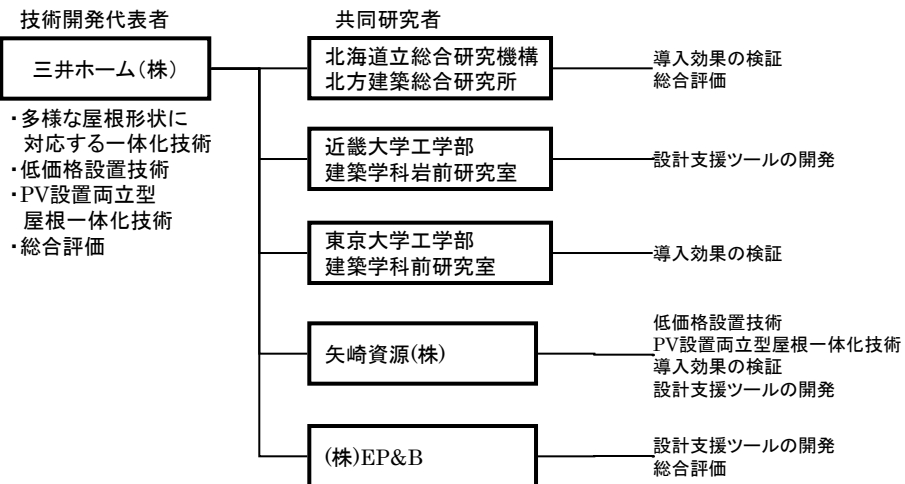 技術開発代表者
三井ホーム(株)
・多様な屋根形状に
対応する一体化技術
・低価格設置技術
・PV設置両立型
屋根一体化技術
・総合評価
共同研究者
北海道立総合研究機構
北方建築総合研究所
導入効果の検証
総合評価
近畿大学工学部
建築学科岩前研究室
設計支援ツールの開発
東京大学工学部
建築学科前研究室
導入効果の検証
矢崎資源(株)
低価格設置技術
PV設置両立型屋根一体化技術
導入効果の検証
設計支援ツールの開発
(株)EP&B
設計支援ツールの開発
総合評価